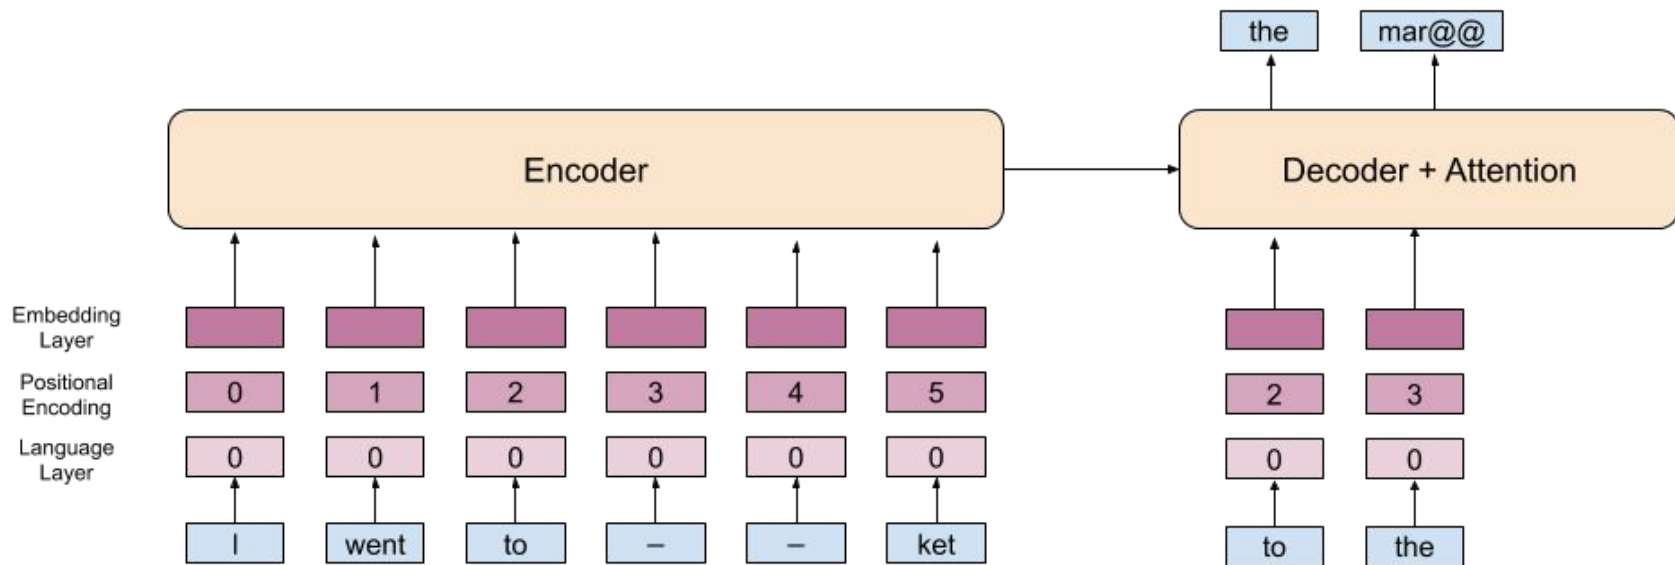 the mar@@
Encoder Decoder + Attention
Embedding
Layer
Positional
Encoding
0 1 2 3 4 5 2 3
Language
Layer
0 0 0 0 0 0 0 0
I went to – – ket to the